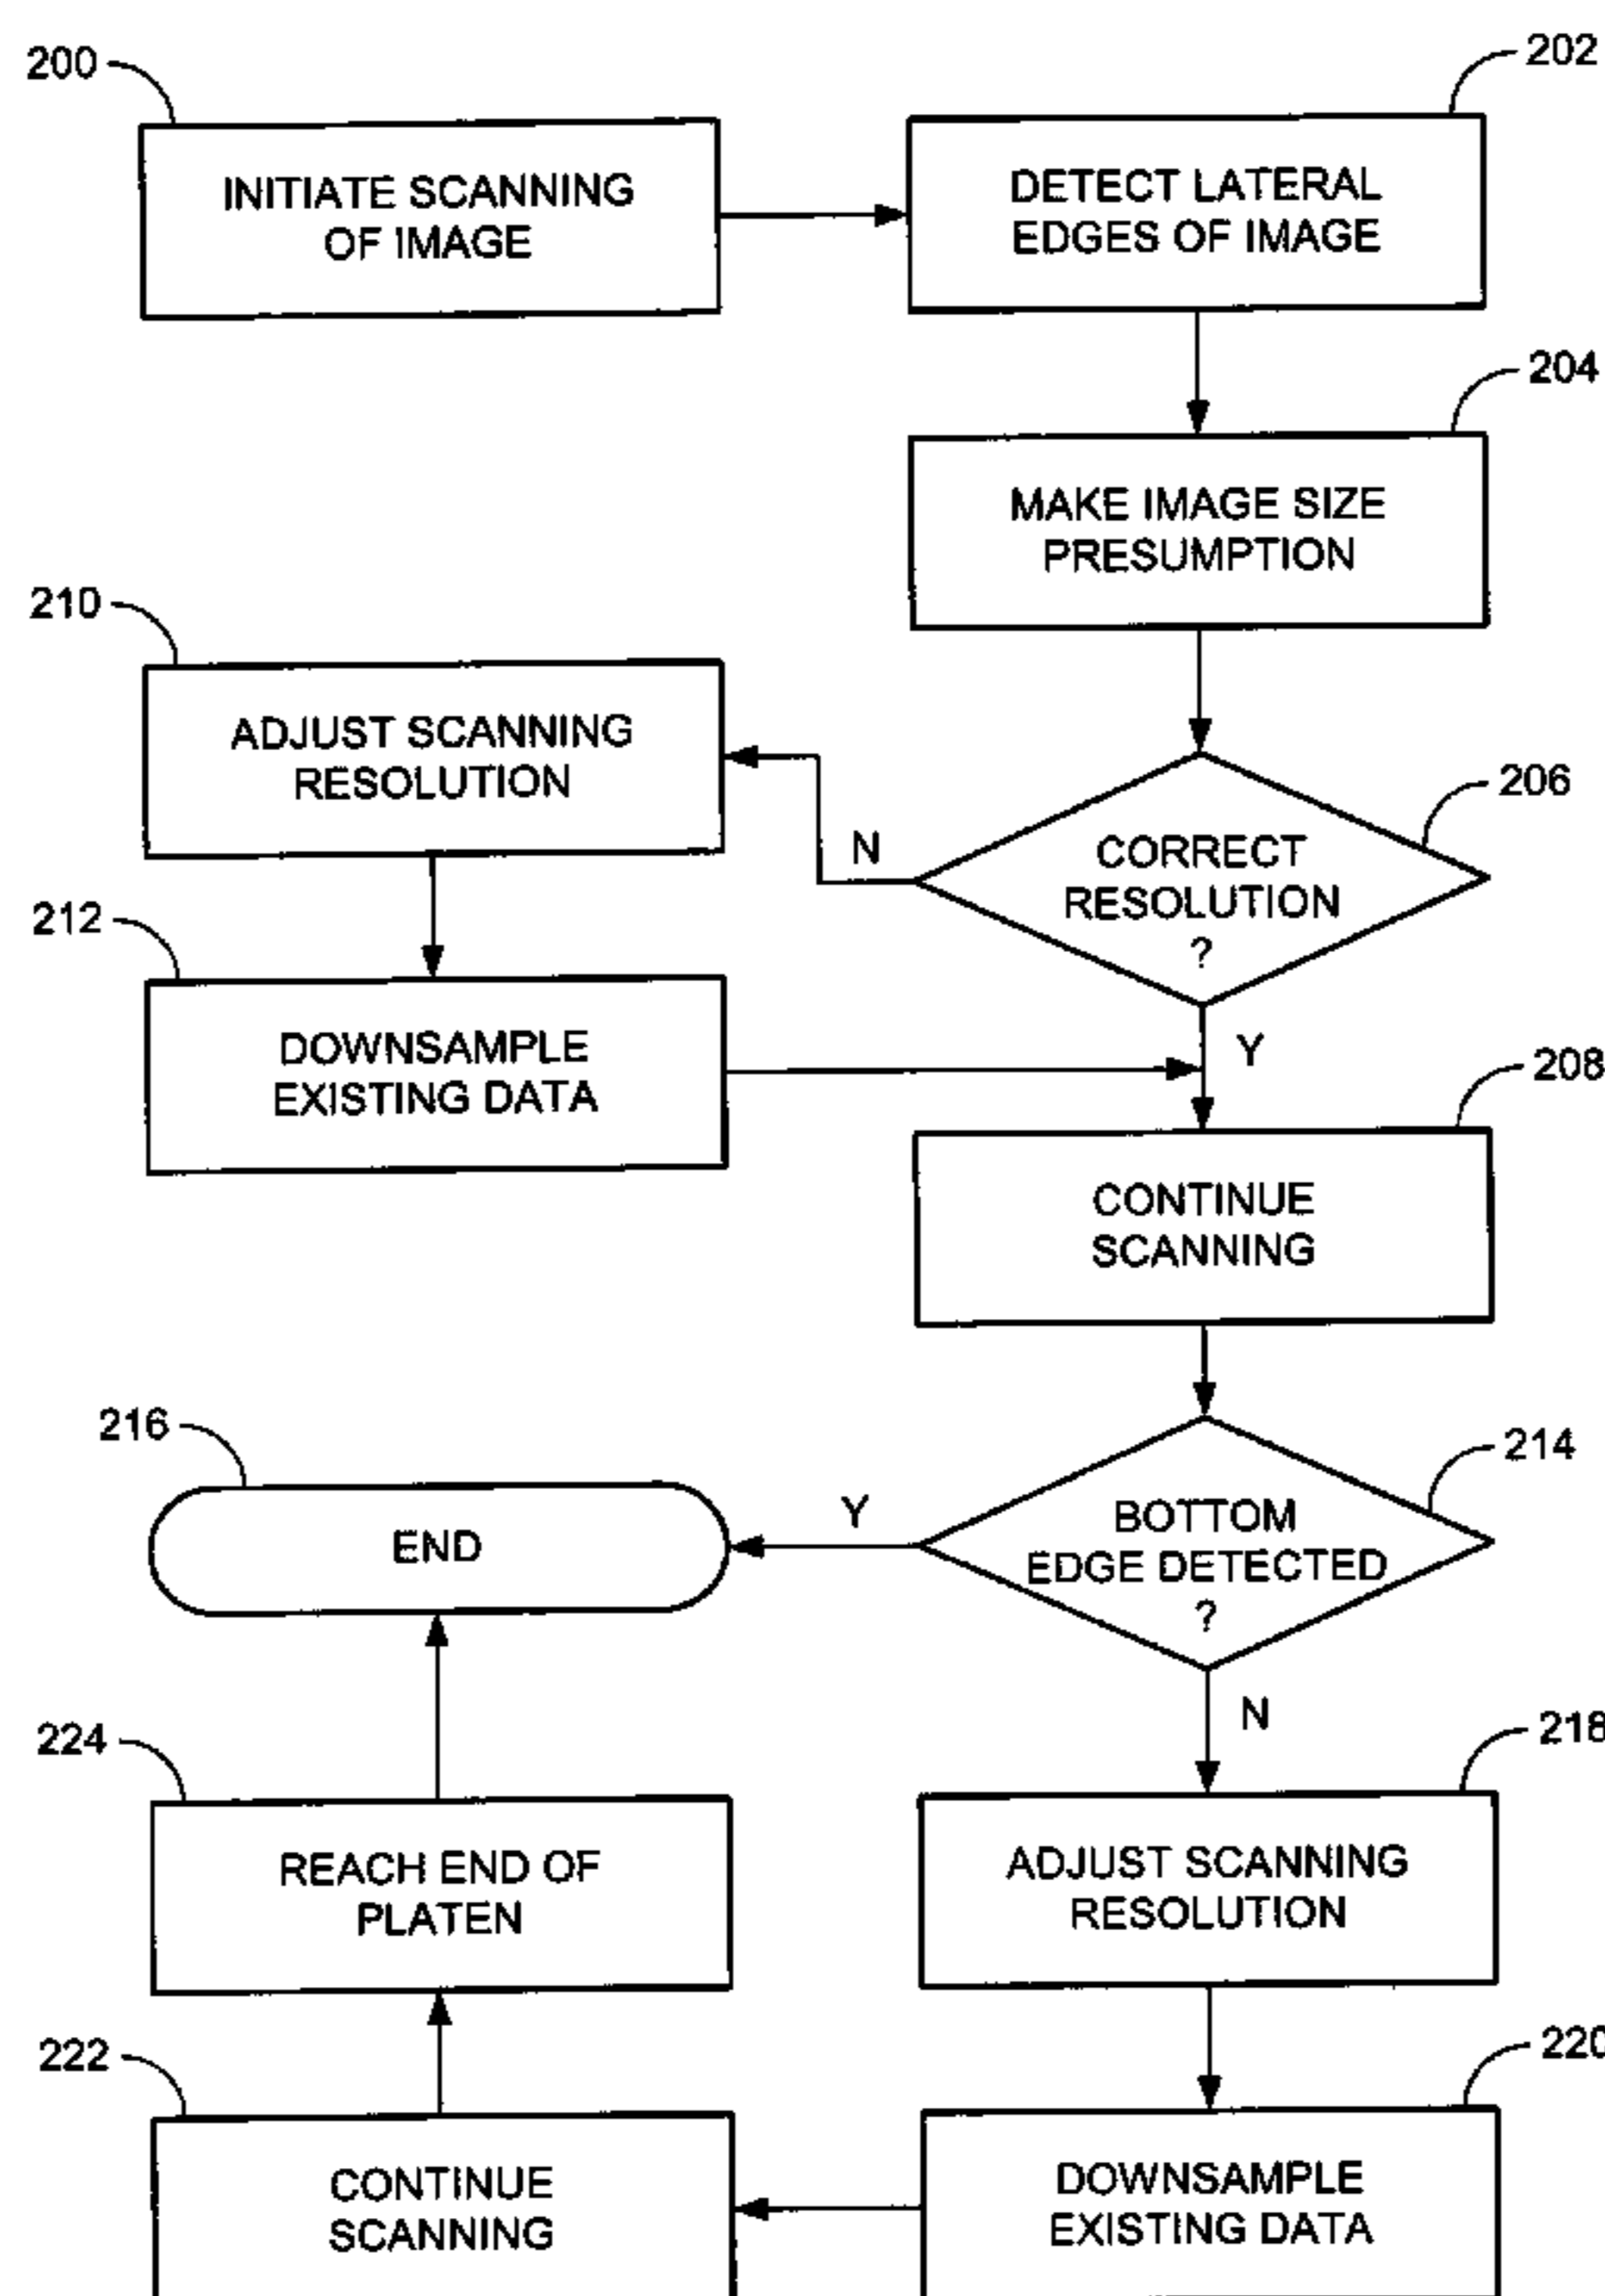 200
INITIATE SCANNING
OF IMAGE
202
DETECT LATERAL
EDGES OF IMAGE
204
MAKE IMAGE SIZE
PRESUMPTION
206
CORRECT
RESOLUTION
?
N
Y
210
ADJUST SCANNING
RESOLUTION
212
DOWNSAMPLE
EXISTING DATA
208
CONTINUE
SCANNING
214
BOTTOM
EDGE DETECTED
?
Y
N
216
END
218
ADJUST SCANNING
RESOLUTION
220
DOWNSAMPLE
EXISTING DATA
222
CONTINUE
SCANNING
224
REACH END OF
PLATEN